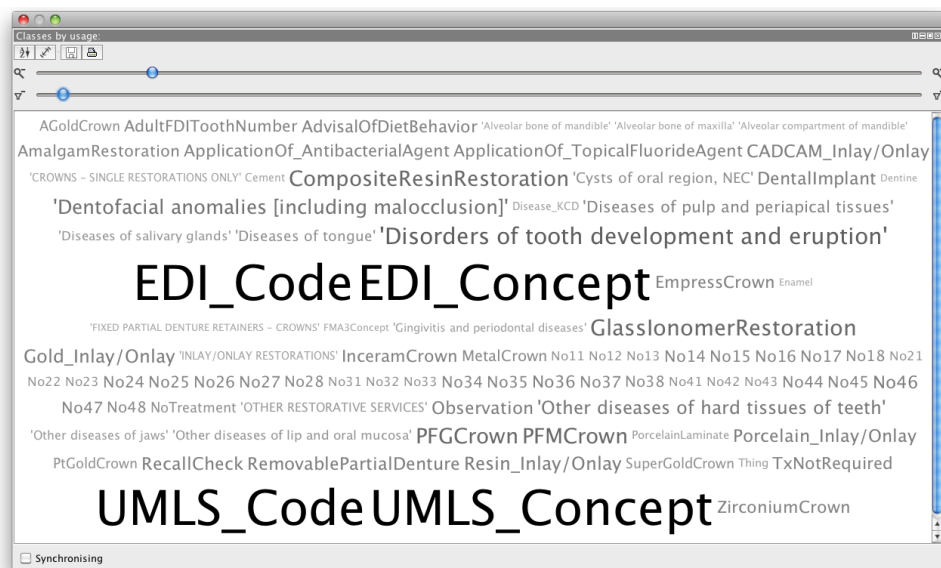 Classes by usage:
AGoldCrown AdultFDIToothNumber AdvisalOfDietBehavior 'Alveolar bone of mandible' 'Alveolar bone of maxilla' 'Alveolar compartment of mandible'
AmalgamRestoration ApplicationOf_AntibacterialAgent ApplicationOf_TopicalFluorideAgent CADCAM_Inlay/Onlay
'CROWNS - SINGLE RESTORATIONS ONLY' Cement CompositeResinRestoration 'Cysts of oral region, NEC' DentalImplant Dentine
'Dentofacial anomalies [including malocclusion]' Disease_KCD 'Diseases of pulp and periapical tissues'
'Diseases of salivary glands' 'Diseases of tongue' 'Disorders of tooth development and eruption'
EDI_Code EDI_Concept EmpressCrown Enamel
'FIXED PARTIAL DENTURE RETAINERS - CROWNS' FMA3Concept 'Gingivitis and periodontal diseases' GlassIonomerRestoration
Gold_Inlay/Onlay 'INLAY/ONLAY RESTORATIONS' InceramCrown MetalCrown No11 No12 No13 No14 No15 No16 No17 No18 No21
No22 No23 No24 No25 No26 No27 No28 No31 No32 No33 No34 No35 No36 No37 No38 No41 No42 No43 No44 No45 No46
No47 No48 NoTreatment 'OTHER RESTORATIVE SERVICES' Observation 'Other diseases of hard tissues of teeth'
'Other diseases of jaws' 'Other diseases of lip and oral mucosa' PFGCrown PFMCrown PorcelainLaminate Porcelain_Inlay/Onlay
PtGoldCrown RecallCheck RemovablePartialDenture Resin_Inlay/Onlay SuperGoldCrown Thing TxNotRequired
UMLS_Code UMLS_Concept ZirconiumCrown
Synchronising